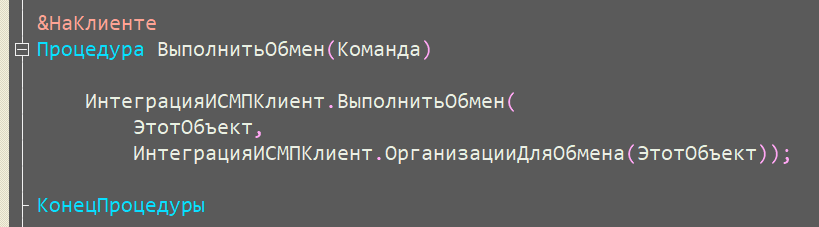 &НаКлиенте
Процедура ВыполнитьОбмен(Команда)
ИнтеграцияИСМПКлиент.ВыполнитьОбмен(
ЭтотОбъект,
ИнтеграцияИСМПКлиент.ОрганизацииДляОбмена(ЭтотОбъект));
КонецПроцедуры